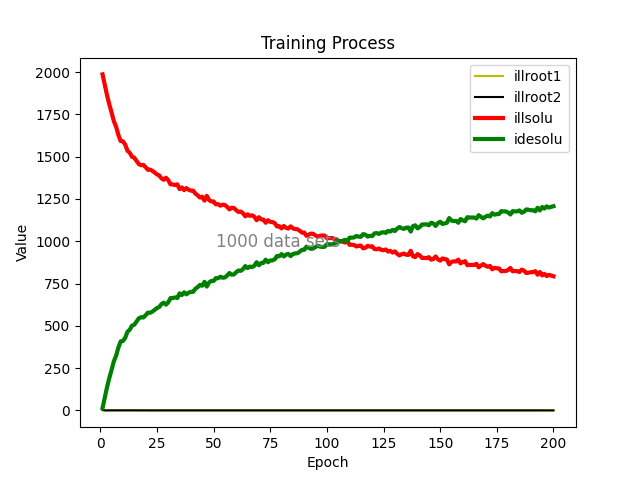 Training Process
2000
1750
1500
1250
1000
750
500
250
0
Value
illroot1
illroot2
illsolu
idesolu
1000 data sets
0
25
50
75
100
125
150
175
200
Epoch